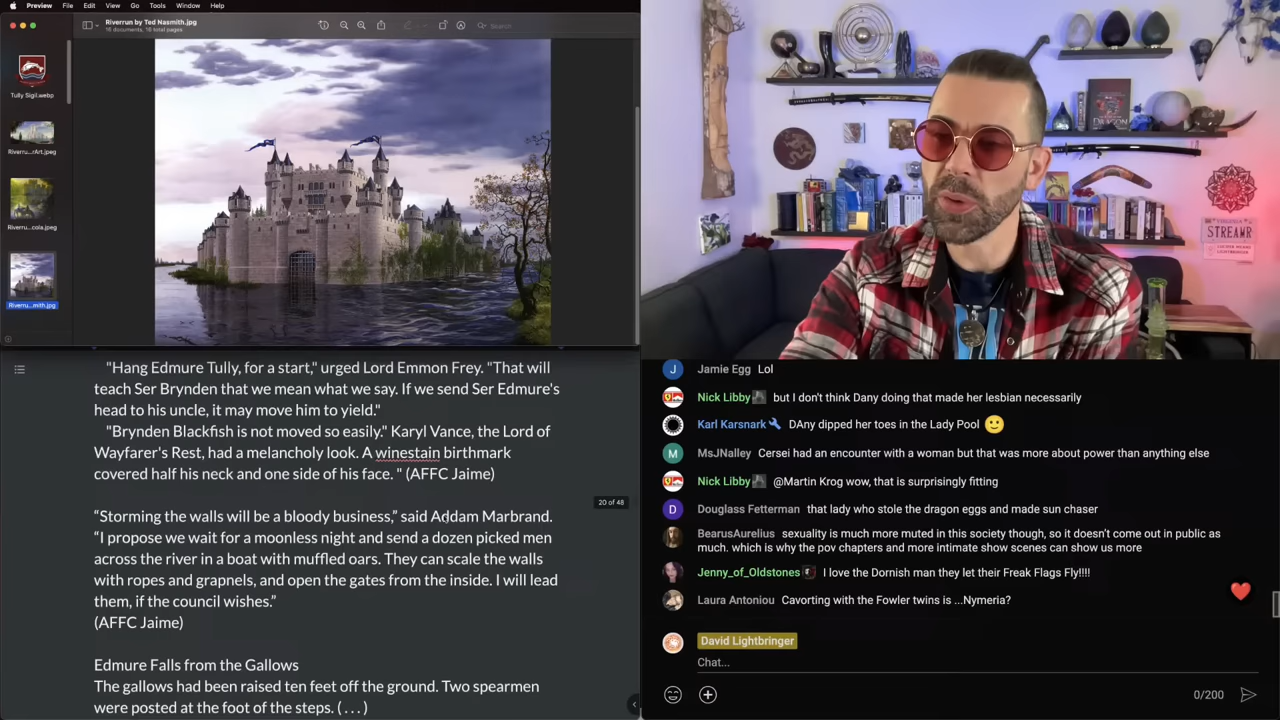 Preview File Edit View Go Tools Window Help
Riverrun by Ted Nasmith.jpg
16 documents, 16 total pages
Search
Tully Sigil.webp
Riverru...rArt.jpeg
Riverru...cola.jpeg
Riverru...mith.jpg
"Hang Edmure Tully, for a start," urged Lord Emmon Frey. "That will
teach Ser Brynden that we mean what we say. If we send Ser Edmure's
head to his uncle, it may move him to yield."
"Brynden Blackfish is not moved so easily." Karyl Vance, the Lord of
Wayfarer's Rest, had a melancholy look. A winestain birthmark
covered half his neck and one side of his face. " (AFFC Jaime)
20 of 48
“Storming the walls will be a bloody business,” said Addam Marbrand.
“I propose we wait for a moonless night and send a dozen picked men
across the river in a boat with muffled oars. They can scale the walls
with ropes and grapnels, and open the gates from the inside. I will lead
them, if the council wishes.”
(AFFC Jaime)
Edmure Falls from the Gallows
The gallows had been raised ten feet off the ground. Two spearmen
were posted at the foot of the steps. (...)
DRAGON
STREAMR
J Jamie Egg Lol
Nick Libby but I don't think Dany doing that made her lesbian necessarily
Karl Karsnark DAny dipped her toes in the Lady Pool
M MsJNalley Cersei had an encounter with a woman but that was more about power than anything else
Nick Libby @Martin Krog wow, that is surprisingly fitting
D Douglass Fetterman that lady who stole the dragon eggs and made sun chaser
BearusAurelius sexuality is much more muted in this society though, so it doesn't come out in public as
much. which is why the pov chapters and more intimate show scenes can show us more
Jenny_of_Oldstones I love the Dornish man they let their Freak Flags Fly!!!!
Laura Antoniou Cavorting with the Fowler twins is ...Nymeria?
David Lightbringer
Chat...
0/200